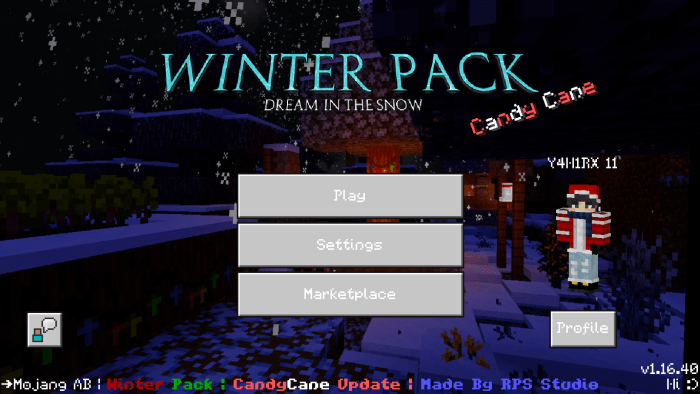 WINTER PACK
DREAM IN THE SNOW
Candy Cane
Y4H1RX 11
Play
Settings
Marketplace
Profile
v1.16.40
→Mojang AB | Winter Pack | CandyCane Update | Made By RPS Studio
Hi :)